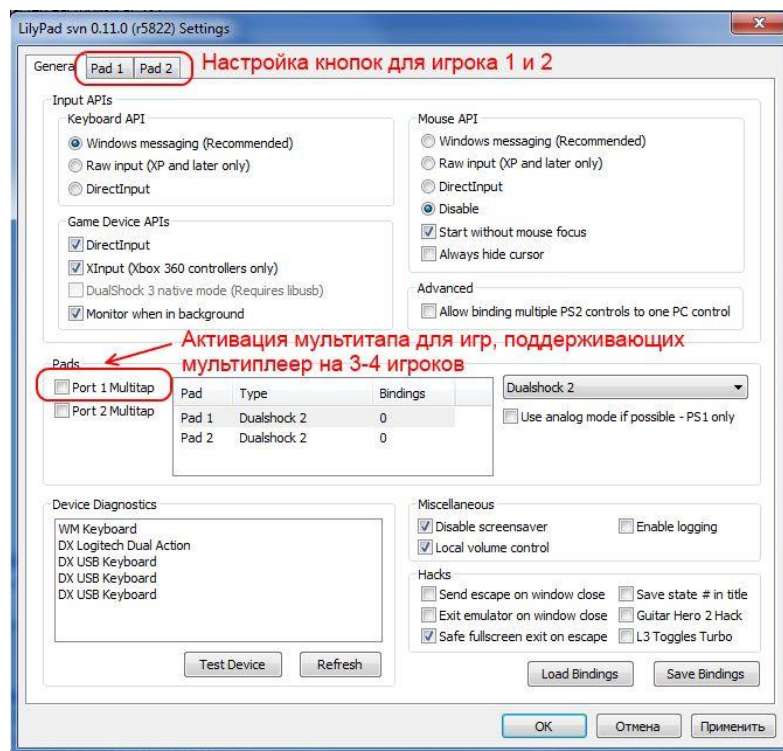 LilyPad svn 0.11.0 (r5822) Settings
General
Pad 1
Pad 2
Настройка кнопок для игрока 1 и 2
Input APIs
Keyboard API
Windows messaging (Recommended)
Raw input (XP and later only)
DirectInput
Mouse API
Windows messaging (Recommended)
Raw input (XP and later only)
DirectInput
Disable
Start without mouse focus
Always hide cursor
Game Device APIs
DirectInput
XInput (Xbox 360 controllers only)
DualShock 3 native mode (Requires libusb)
Monitor when in background
Advanced
Allow binding multiple PS2 controls to one PC control
Активация мультитапа для игр, поддерживающих
мультиплеер на 3-4 игроков
Pads
Port 1 Multitap
Port 2 Multitap
Pad Type Bindings
Pad 1 Dualshock 2 0
Pad 2 Dualshock 2 0
Dualshock 2
Use analog mode if possible - PS1 only
Device Diagnostics
WM Keyboard
DX Logitech Dual Action
DX USB Keyboard
DX USB Keyboard
DX USB Keyboard
Test Device
Refresh
Miscellaneous
Disable screensaver
Enable logging
Local volume control
Hacks
Send escape on window close
Save state # in title
Exit emulator on window close
Guitar Hero 2 Hack
Safe fullscreen exit on escape
L3 Toggles Turbo
Load Bindings
Save Bindings
OK
Отмена
Применить